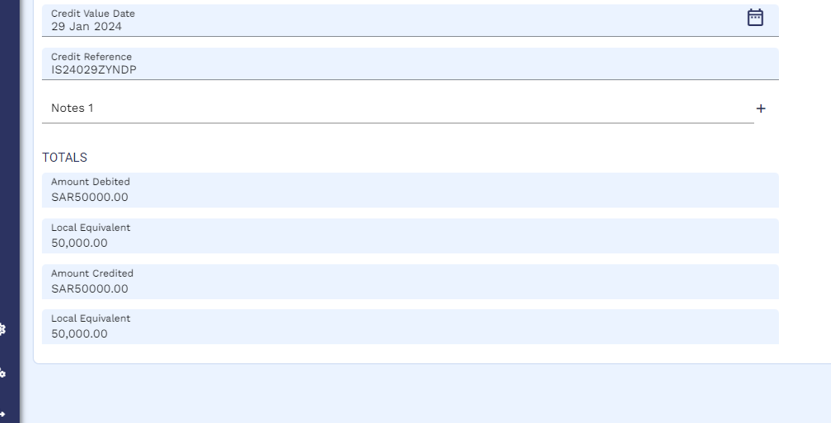 Credit Value Date
29 Jan 2024
Credit Reference
IS24029ZYNDP
Notes 1
+
TOTALS
Amount Debited
SAR50000.00
Local Equivalent
50,000.00
Amount Credited
SAR50000.00
Local Equivalent
50,000.00